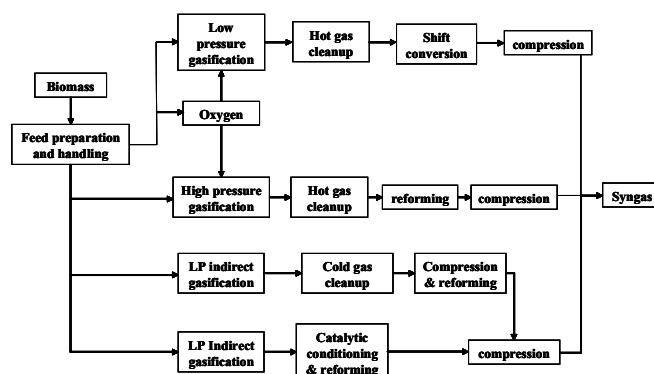 Low
pressure
gasification
Hot gas
cleanup
Shift
conversion
compression
Biomass
Oxygen
Feed preparation
and handling
High pressure
gasification
Hot gas
cleanup
reforming
compression
Syngas
LP indirect
gasification
Cold gas
cleanup
Compression
& reforming
LP Indirect
gasification
Catalytic
conditioning
& reforming
compression